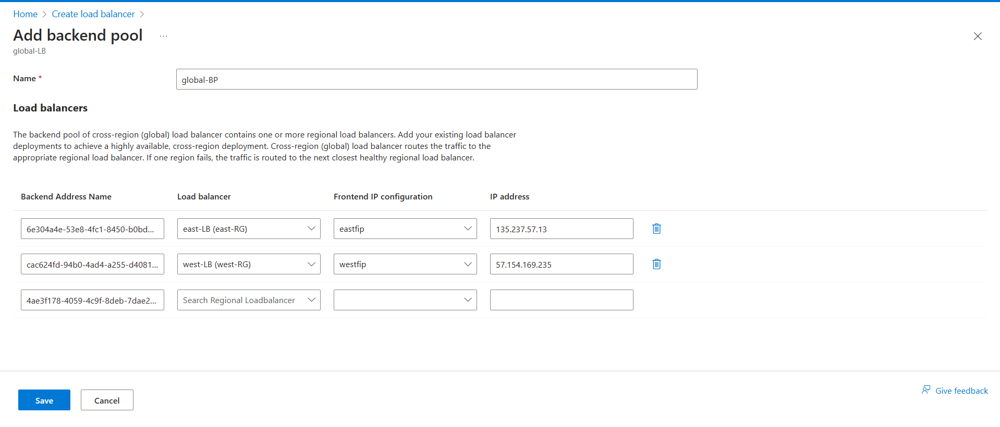 Home > Create load balancer >
Add backend pool ...
global-LB
Name * global-BP
Load balancers
The backend pool of cross-region (global) load balancer contains one or more regional load balancers. Add your existing load balancer
deployments to achieve a highly available, cross-region deployment. Cross-region (global) load balancer routes the traffic to the
appropriate regional load balancer. If one region fails, the traffic is routed to the next closest healthy regional load balancer.
Backend Address Name Load balancer Frontend IP configuration IP address
6e304a4e-53e8-4fc1-8450-b0bd... east-LB (east-RG) eastfip 135.237.57.13
cac624fd-94b0-4ad4-a255-d4081... west-LB (west-RG) westfip 57.154.169.235
4ae3f178-4059-4c9f-8deb-7dae2... Search Regional Loadbalancer
Give feedback
Save Cancel